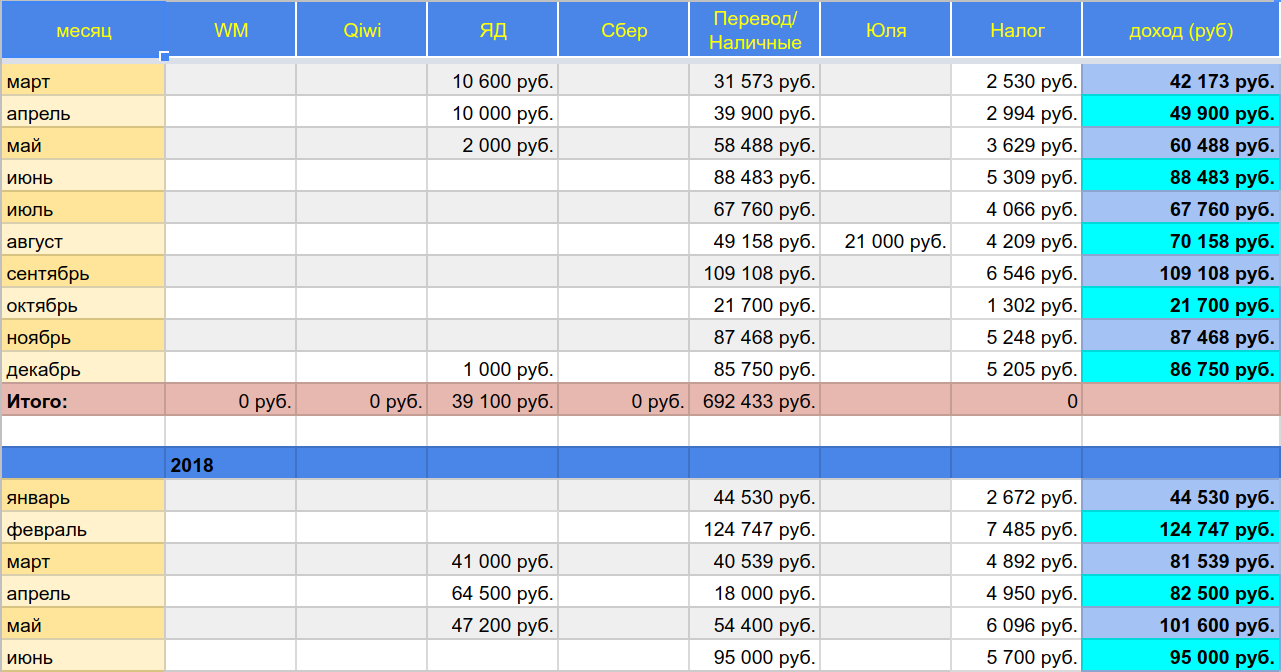 месяц WM Qiwi ЯД Сбер Перевод/ Наличные Юля Налог доход (руб)
март 10 600 руб. 31 573 руб. 2 530 руб. 42 173 руб.
апрель 10 000 руб. 39 900 руб. 2 994 руб. 49 900 руб.
май 2 000 руб. 58 488 руб. 3 629 руб. 60 488 руб.
июнь 88 483 руб. 5 309 руб. 88 483 руб.
июль 67 760 руб. 4 066 руб. 67 760 руб.
август 49 158 руб. 21 000 руб. 4 209 руб. 70 158 руб.
сентябрь 109 108 руб. 6 546 руб. 109 108 руб.
октябрь 21 700 руб. 1 302 руб. 21 700 руб.
ноябрь 87 468 руб. 5 248 руб. 87 468 руб.
декабрь 1 000 руб. 85 750 руб. 5 205 руб. 86 750 руб.
Итого: 0 руб. 0 руб. 39 100 руб. 0 руб. 692 433 руб. 0
2018
январь 44 530 руб. 2 672 руб. 44 530 руб.
февраль 124 747 руб. 7 485 руб. 124 747 руб.
март 41 000 руб. 40 539 руб. 4 892 руб. 81 539 руб.
апрель 64 500 руб. 18 000 руб. 4 950 руб. 82 500 руб.
май 47 200 руб. 54 400 руб. 6 096 руб. 101 600 руб.
июнь 95 000 руб. 5 700 руб. 95 000 руб.